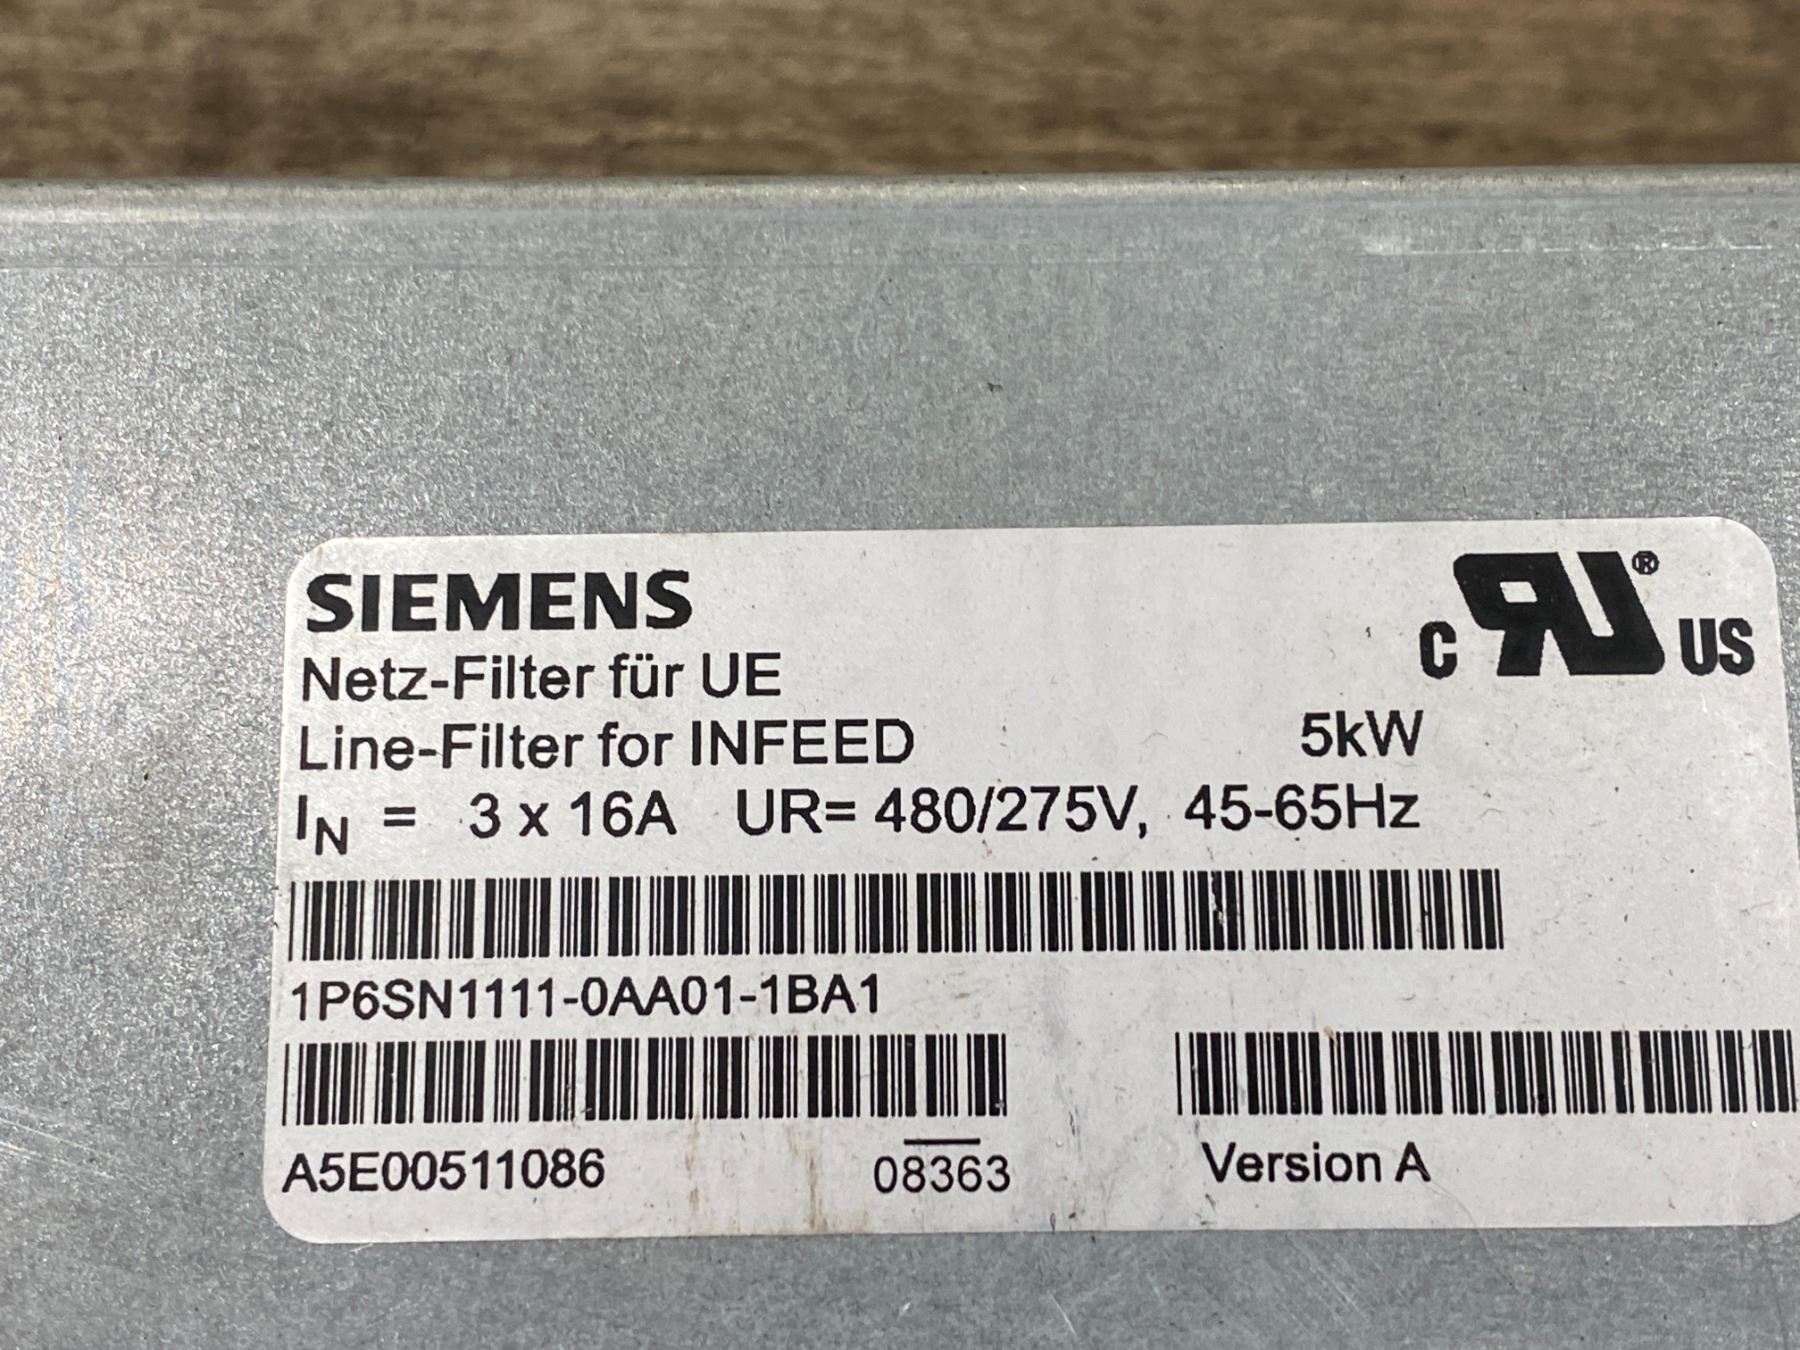 SIEMENS
Netz-Filter für UE
Line-Filter for INFEED 5kW
IN = 3 x 16A UR= 480/275V, 45-65Hz
1P6SN1111-0AA01-1BA1
A5E00511086 08363 Version A
c RU® US